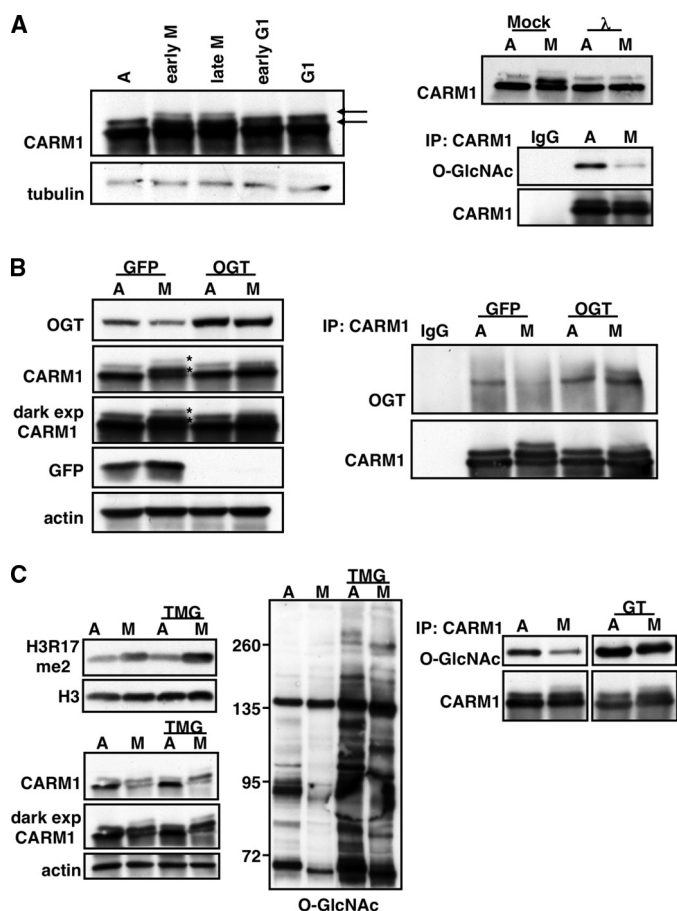 A
A
early M
late M
early G1
G1
CARM1
tubulin
Mock
λ
A M A M
CARM1
IP: CARM1 IgG A M
O-GlcNAc
CARM1
B
GFP OGT
A M A M
OGT
CARM1
*
*
dark exp
CARM1
*
*
GFP
actin
GFP OGT
IP: CARM1 IgG A M A M
OGT
CARM1
C
TMG
A M A M
H3R17
me2
H3
TMG
A M A M
CARM1
dark exp
CARM1
actin
TMG
A M A M
260
135
95
72
O-GlcNAc
GT
IP: CARM1 A M A M
O-GlcNAc
CARM1